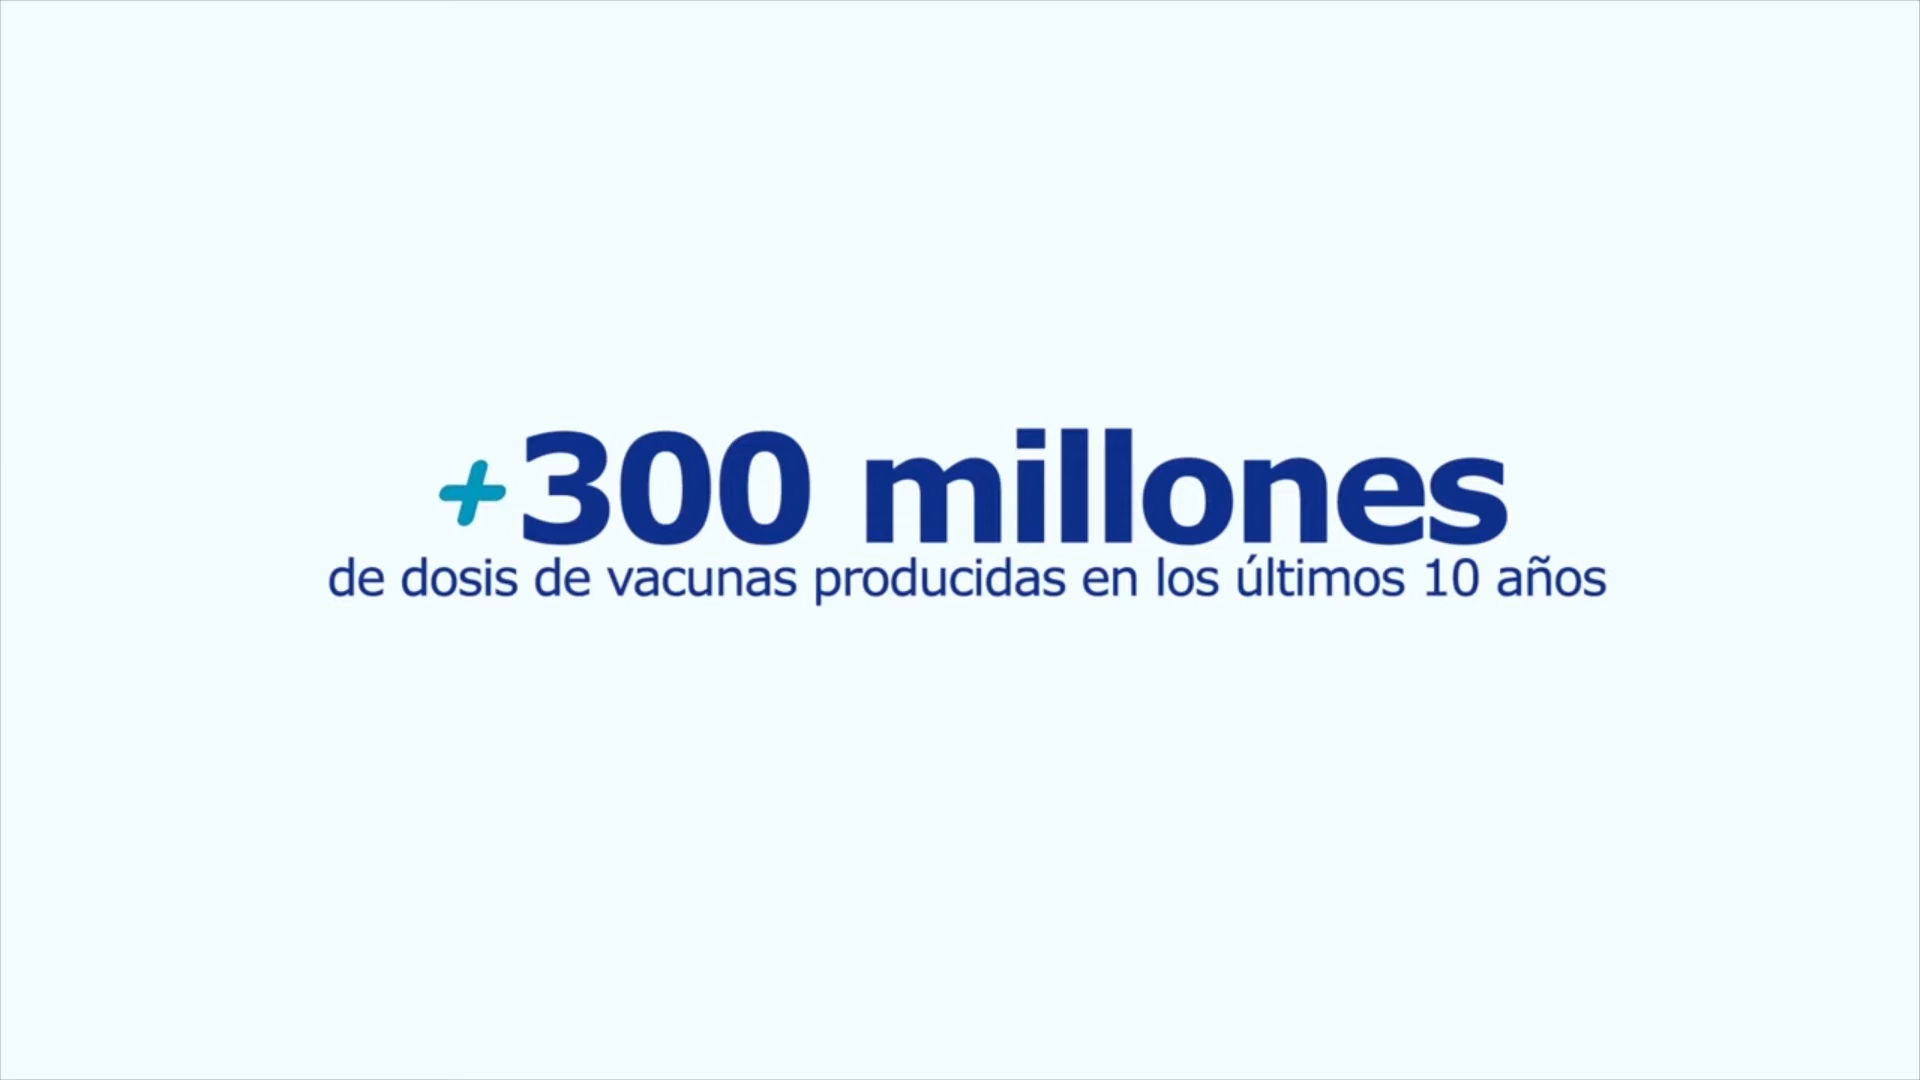 +300 millones
de dosis de vacunas producidas en los últimos 10 años